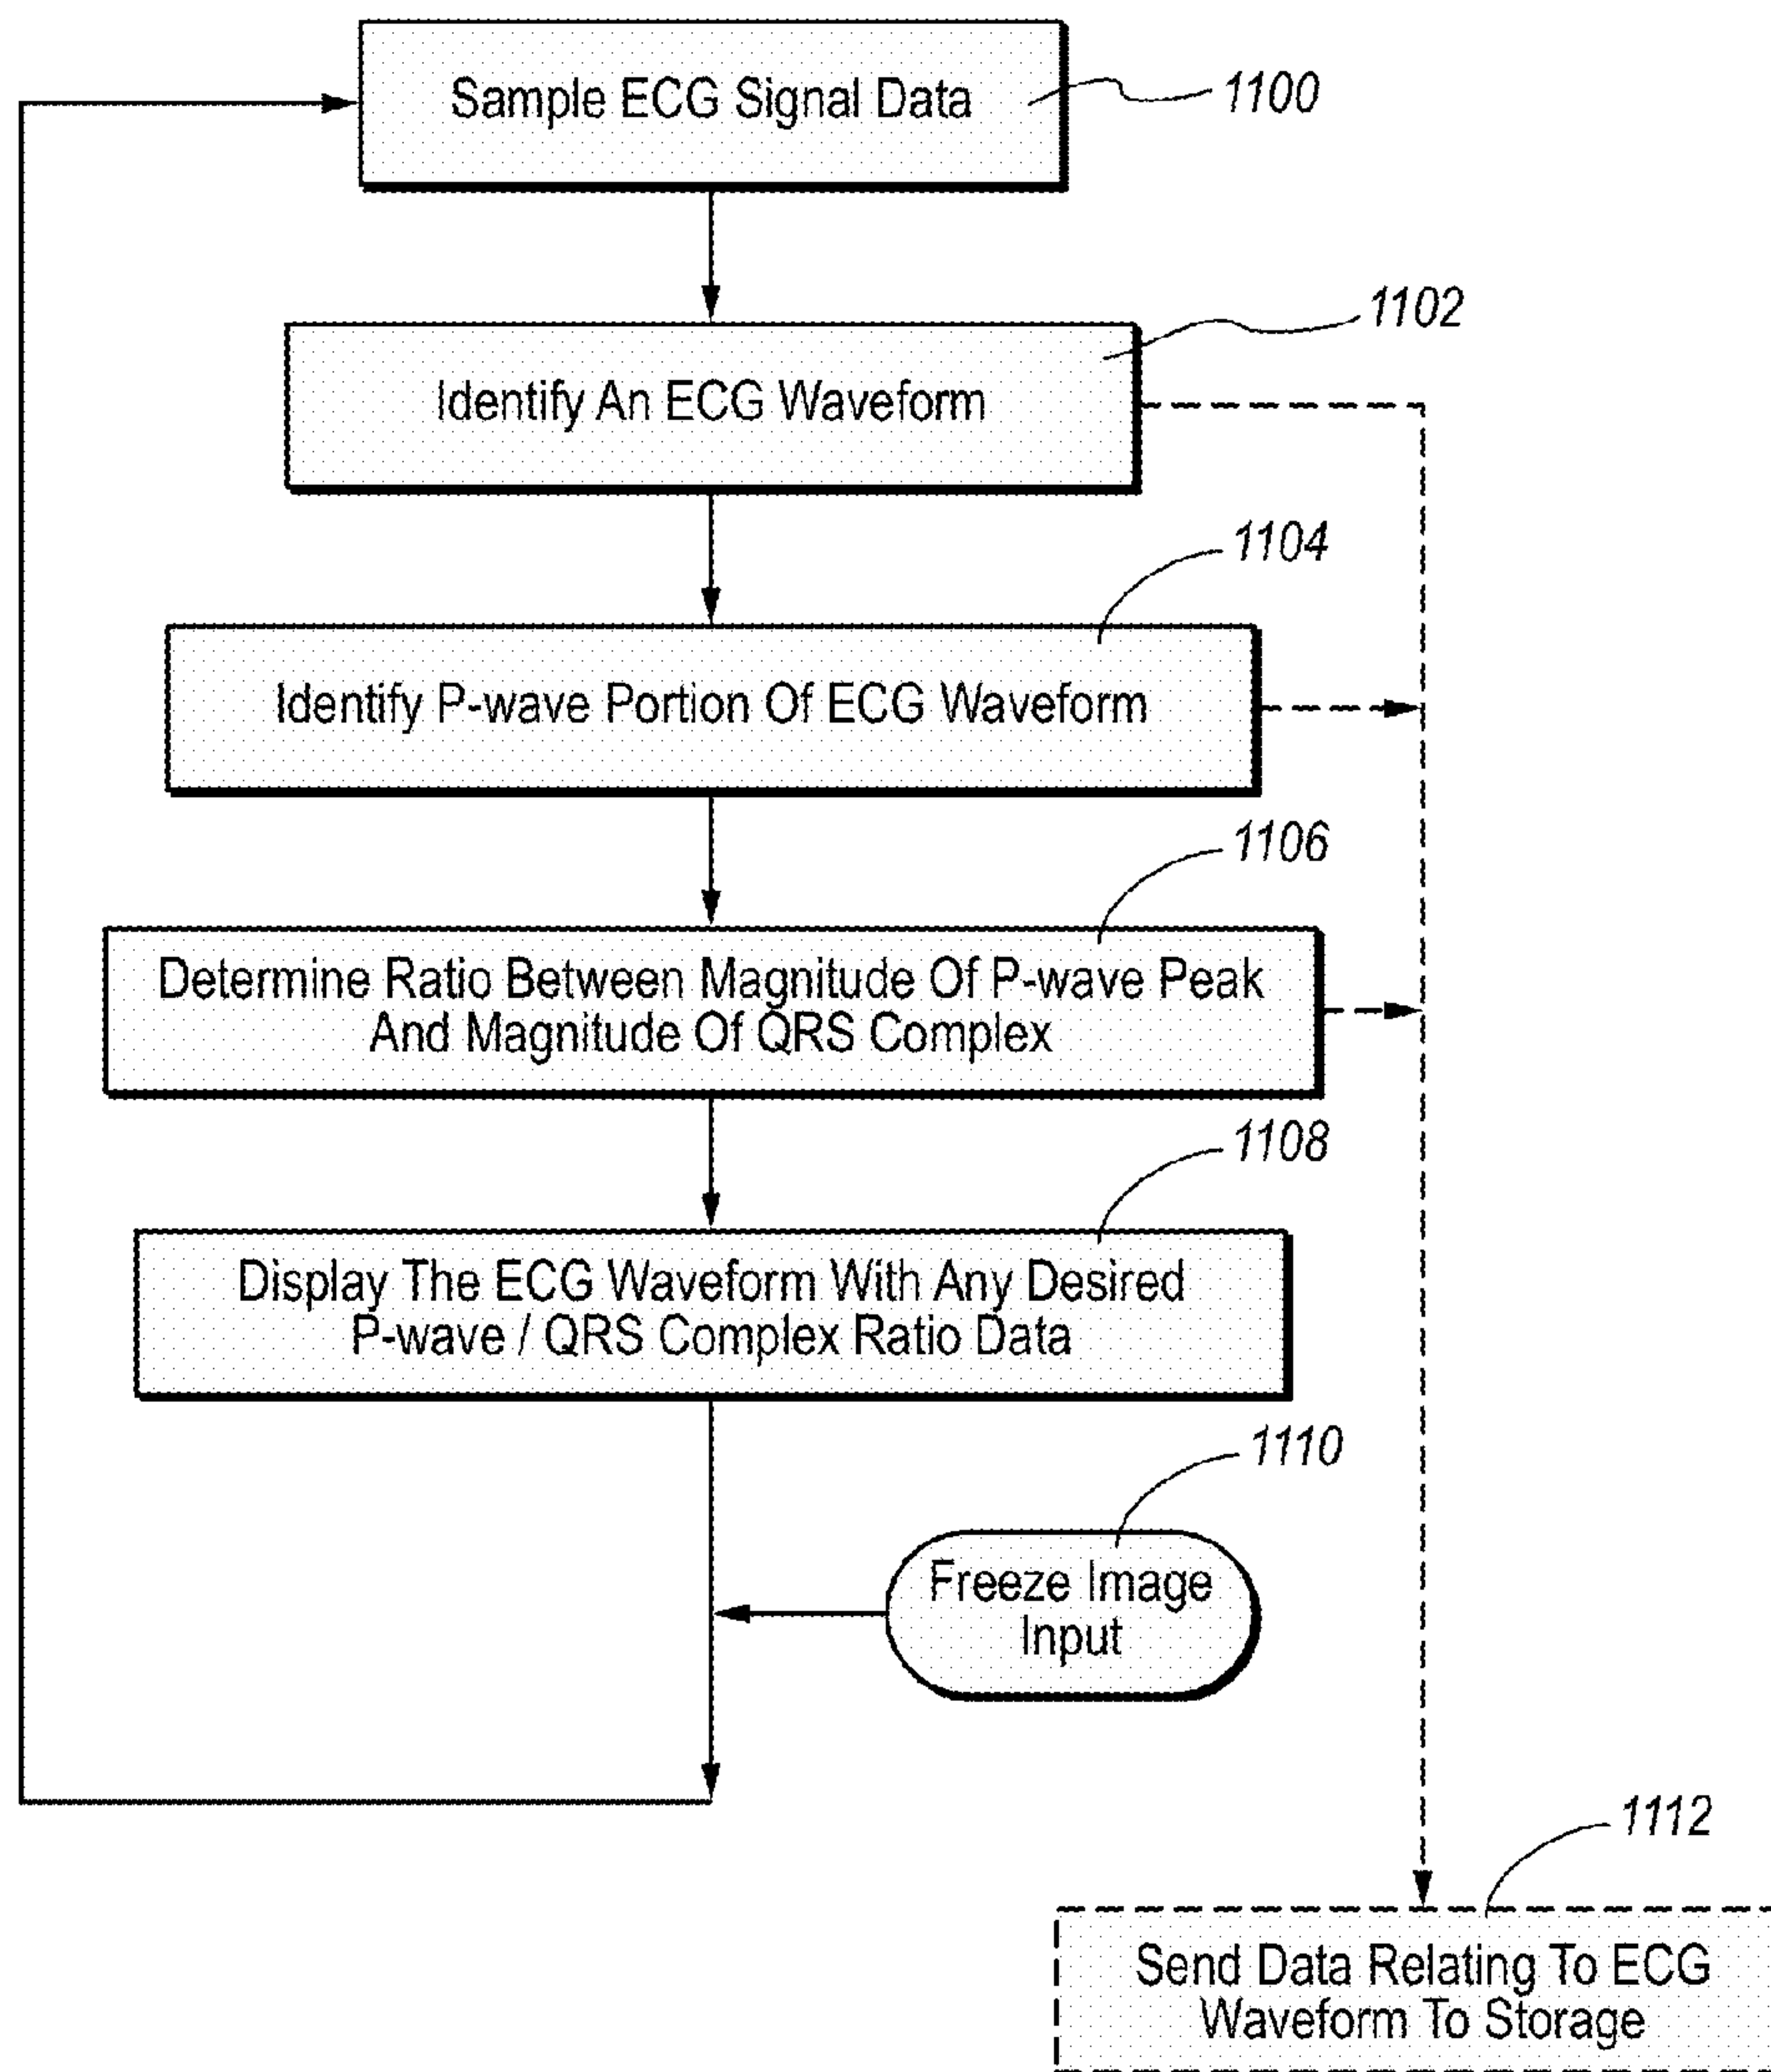 Sample ECG Signal Data
1100
1102
Identify An ECG Waveform
1104
Identify P-wave Portion Of ECG Waveform
1106
Determine Ratio Between Magnitude Of P-wave Peak
And Magnitude Of QRS Complex
1108
Display The ECG Waveform With Any Desired
P-wave / QRS Complex Ratio Data
1110
Freeze Image
Input
1112
Send Data Relating To ECG
Waveform To Storage